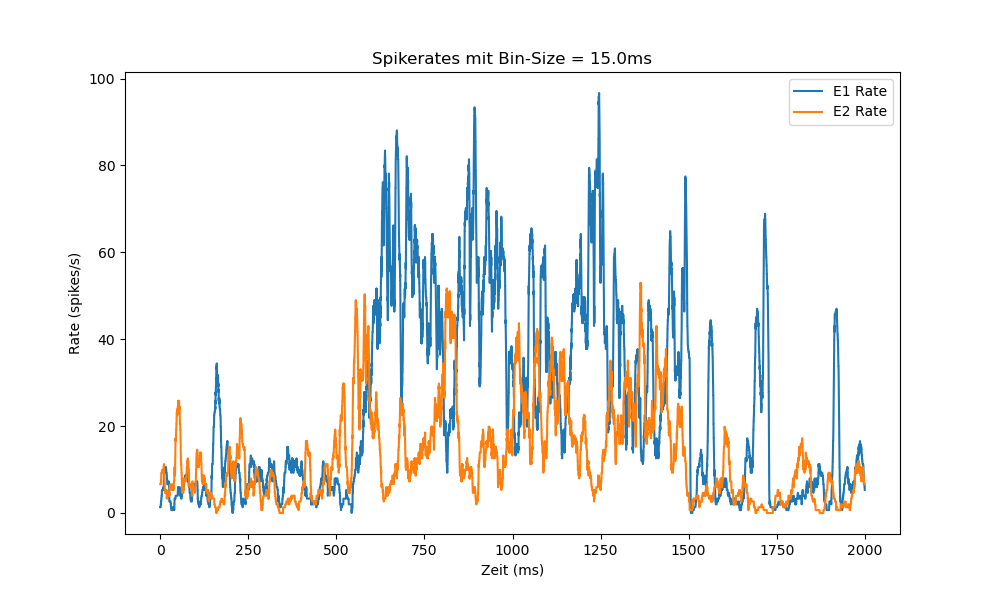 Spikerates mit Bin-Size = 15.0ms
100
80
60
40
20
0
Rate (spikes/s)
E1 Rate
E2 Rate
0 250 500 750 1000 1250 1500 1750 2000
Zeit (ms)